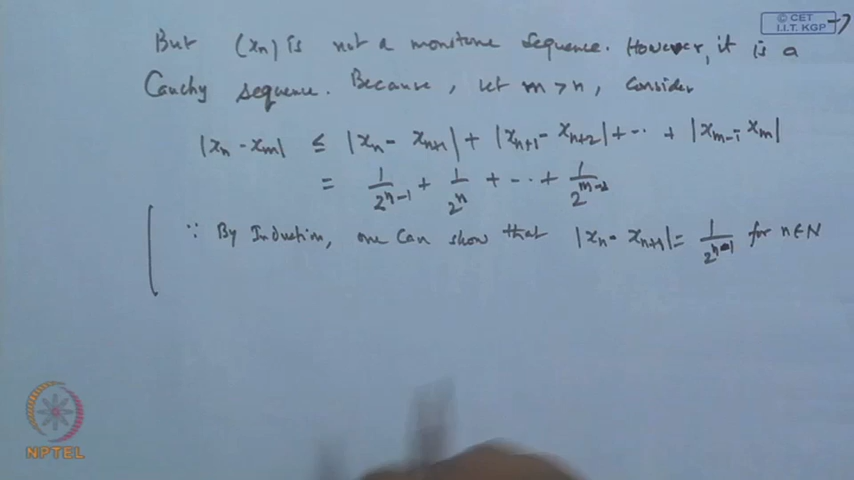 © CET
I.I.T. KGP
But (xn) is not a monotone sequence. However, it is a
Cauchy sequence. Because, let m > n, consider
|xn - xm| ≤ |xn - xn+1| + |xn+1 - xn+2| + ·· + |xm-1 - xm|
= 1/2^(n-1) + 1/2^n + -·· + 1/2^(m-2)
∵ By Induction, one can show that |xn - xn+1| = 1/2^(n-1) for n ∈ N
NPTEL